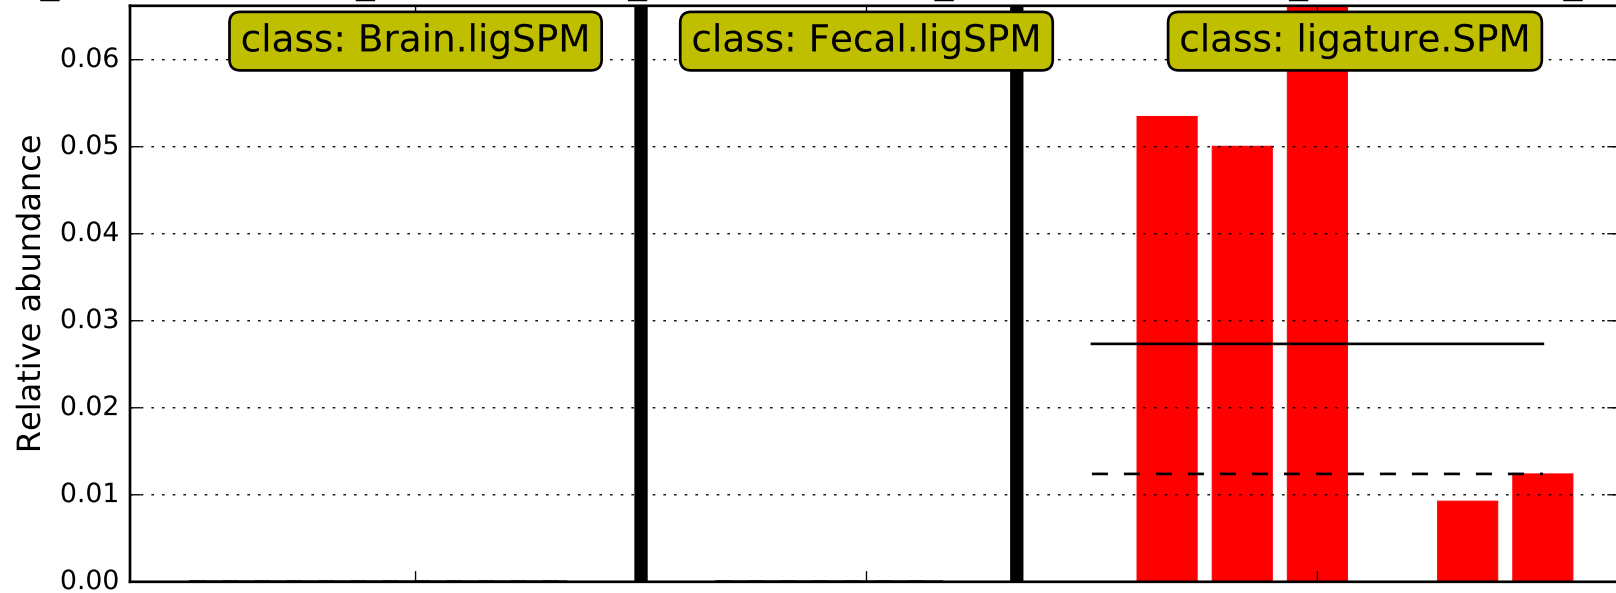 class: Brain.ligSPM
class: Fecal.ligSPM
class: ligature.SPM
Relative abundance
0.06
0.05
0.04
0.03
0.02
0.01
0.00